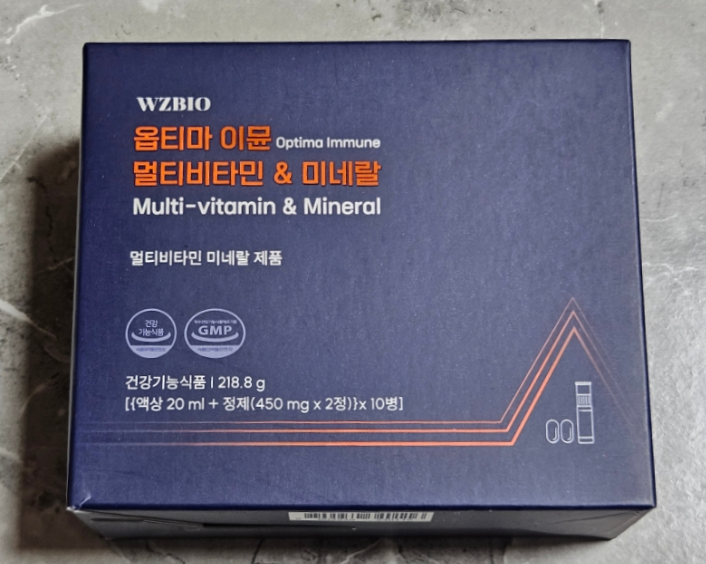 WZBIO
옵티마 이뮨 Optima Immune
멀티비타민 & 미네랄
Multi-vitamin & Mineral
멀티비타민 미네랄 제품
건강
기능식품
GMP
건강기능식품 | 218.8 g
[{액상 20 ml + 정제(450 mg x 2정)}x 10병]